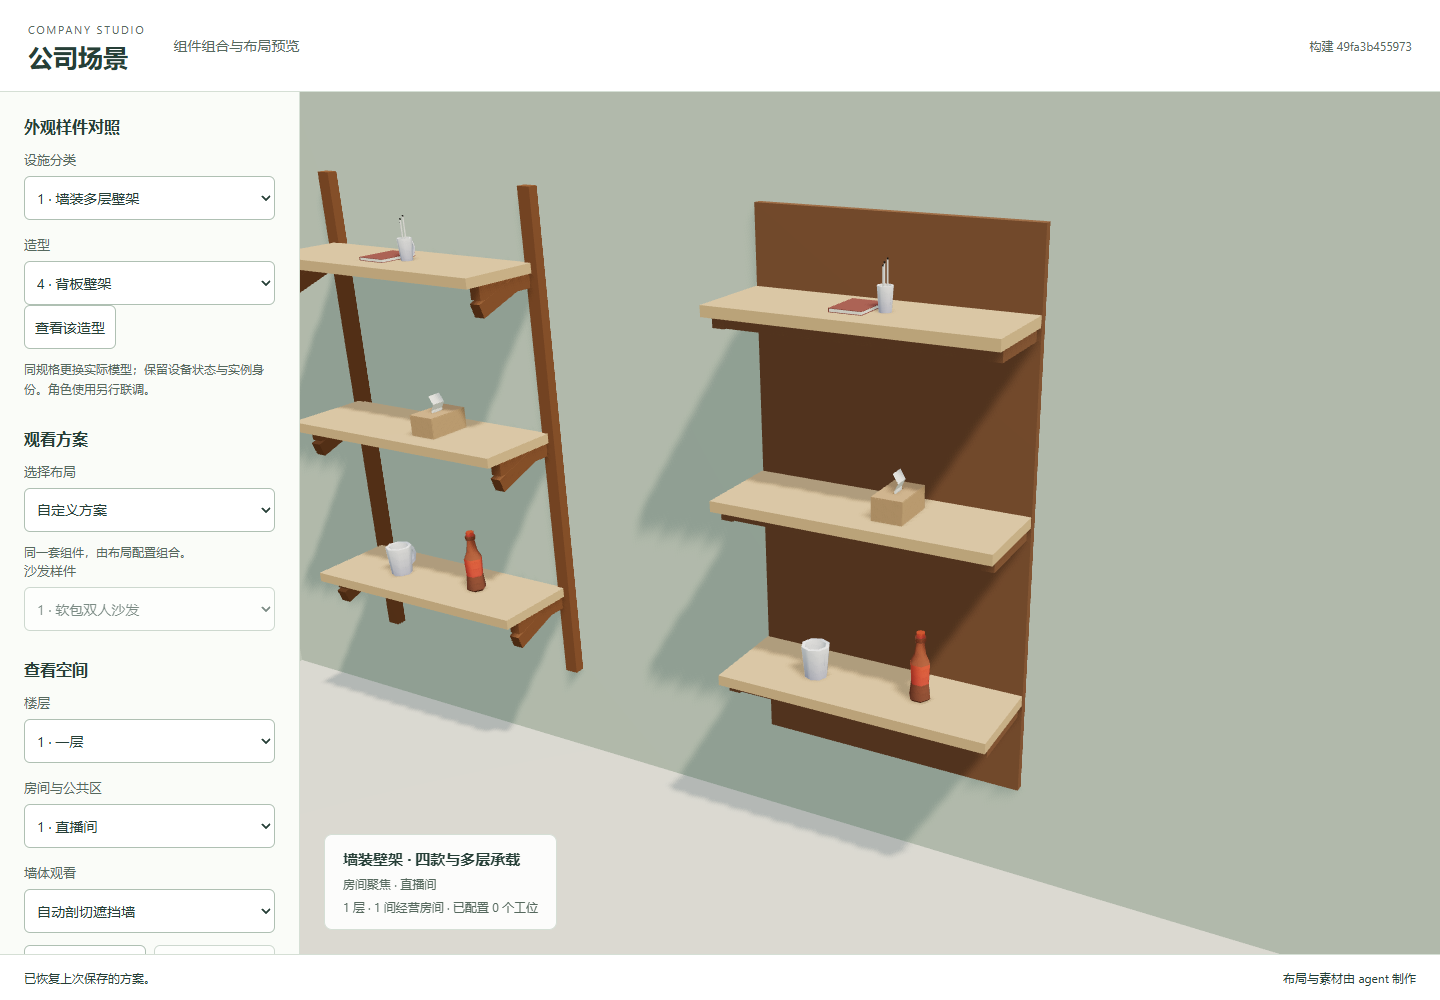 COMPANY STUDIO
公司场景
组件组合与布局预览
构建 49fa3b455973
外观样件对照
设施分类
1 · 墙装多层壁架
造型
4 · 背板壁架
查看该造型
同规格更换实际模型；保留设备状态与实例身
份。角色使用另行联调。
观看方案
选择布局
自定义方案
同一套组件，由布局配置组合。
沙发样件
1 · 软包双人沙发
查看空间
楼层
1 · 一层
房间与公共区
1 · 直播间
墙体观看
自动剖切遮挡墙
墙装壁架 · 四款与多层承载
房间聚焦 · 直播间
1 层 · 1 间经营房间 · 已配置 0 个工位
已恢复上次保存的方案。
布局与素材由 agent 制作